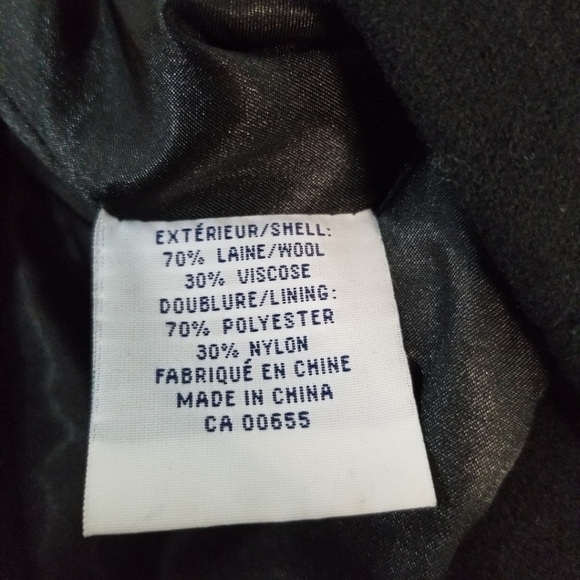 EXTÉRIEUR/SHELL:
70% LAINE/WOOL
30% VISCOSE
DOUBLURE/LINING:
70% POLYESTER
30% NYLON
FABRIQUÉ EN CHINE
MADE IN CHINA
CA 00655